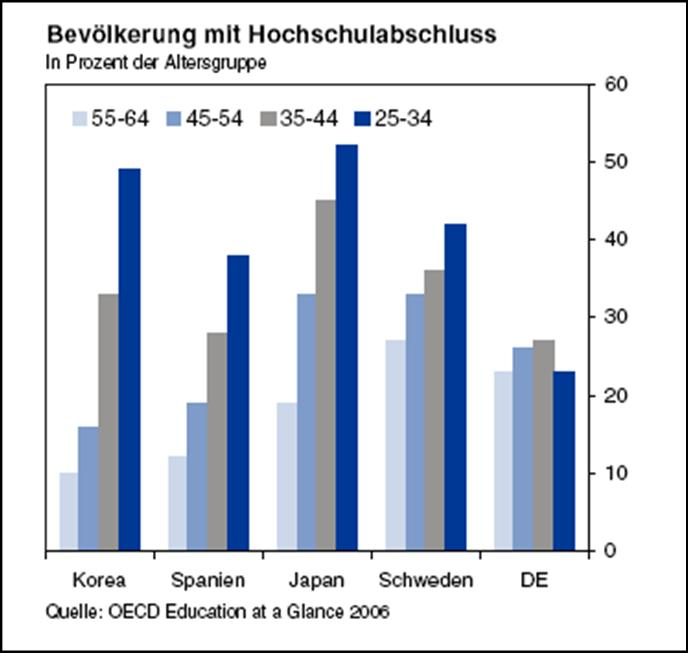 Bevölkerung mit Hochschulabschluss
In Prozent der Altersgruppe
55-64 45-54 35-44 25-34
60
50
40
30
20
10
0
Korea Spanien Japan Schweden DE
Quelle: OECD Education at a Glance 2006